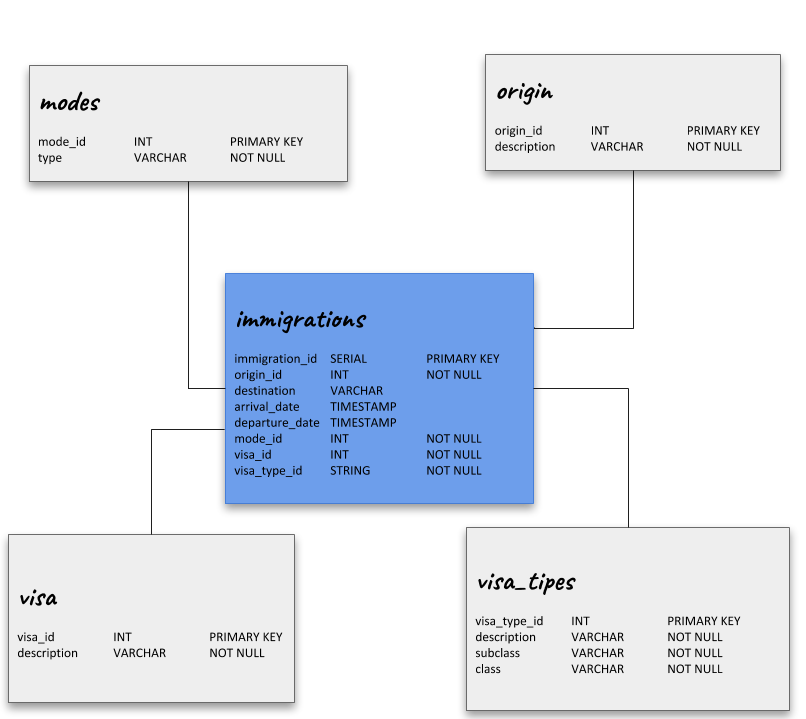 modes
mode_id INT PRIMARY KEY
type VARCHAR NOT NULL
origin
origin_id INT PRIMARY KEY
description VARCHAR NOT NULL
immigrations
immigration_id SERIAL PRIMARY KEY
origin_id INT NOT NULL
destination VARCHAR
arrival_date TIMESTAMP
departure_date TIMESTAMP
mode_id INT NOT NULL
visa_id INT NOT NULL
visa_type_id STRING NOT NULL
visa
visa_id INT PRIMARY KEY
description VARCHAR NOT NULL
visa_tipes
visa_type_id INT PRIMARY KEY
description VARCHAR NOT NULL
subclass VARCHAR NOT NULL
class VARCHAR NOT NULL